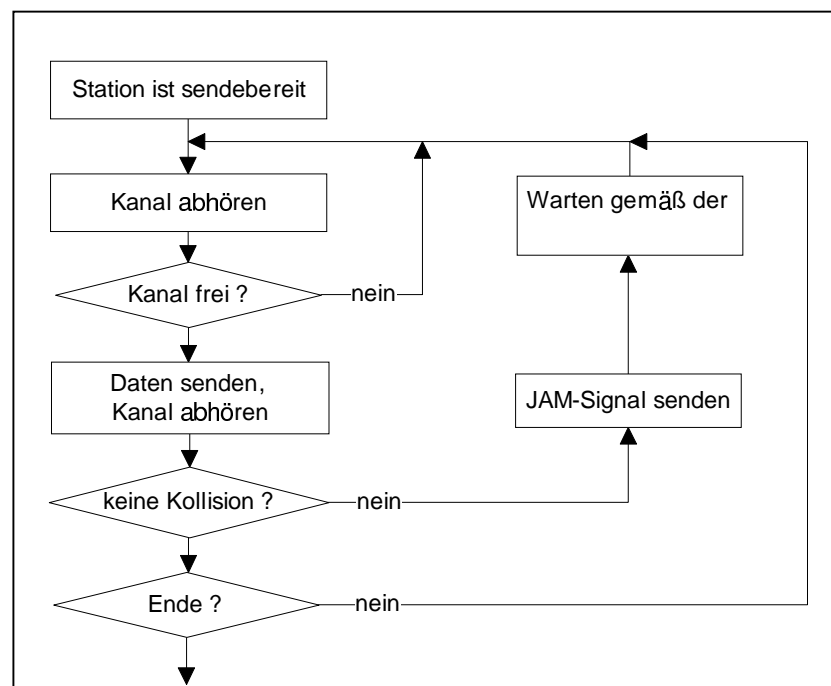 Station ist sendebereit
Kanal abhören
Warten gemäß der
Kanal frei ?
nein
Daten senden,
Kanal abhören
JAM-Signal senden
keine Kollision ?
nein
Ende ?
nein